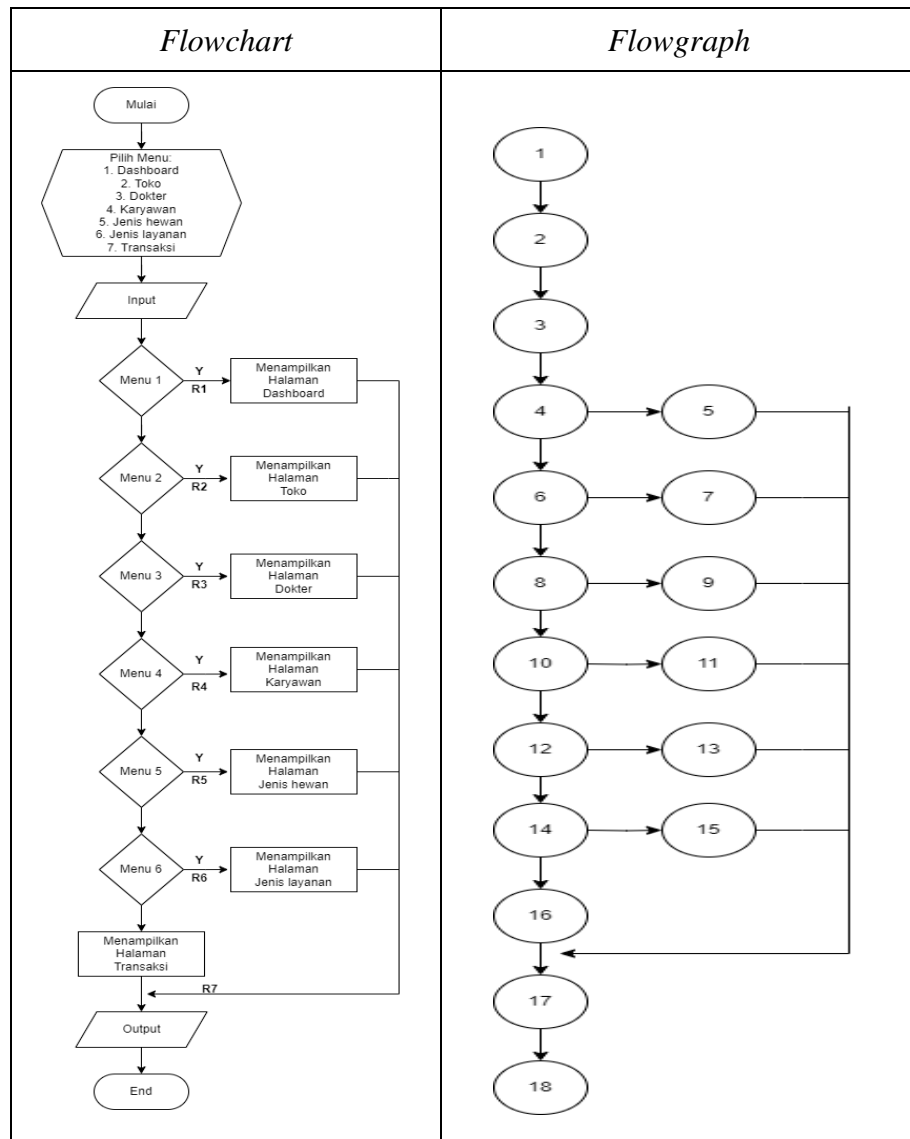 Flowchart
Flowgraph
Mulai
Pilih Menu:
1. Dashboard
2. Toko
3. Dokter
4. Karyawan
5. Jenis hewan
6. Jenis layanan
7. Transaksi
Input
Menu 1
Y
R1
Menampilkan
Halaman
Dashboard
Menu 2
Y
R2
Menampilkan
Halaman
Toko
Menu 3
Y
R3
Menampilkan
Halaman
Dokter
Menu 4
Y
R4
Menampilkan
Halaman
Karyawan
Menu 5
Y
R5
Menampilkan
Halaman
Jenis hewan
Menu 6
Y
R6
Menampilkan
Halaman
Jenis layanan
Menampilkan
Halaman
Transaksi
R7
Output
End
1
2
3
4
5
6
7
8
9
10
11
12
13
14
15
16
17
18